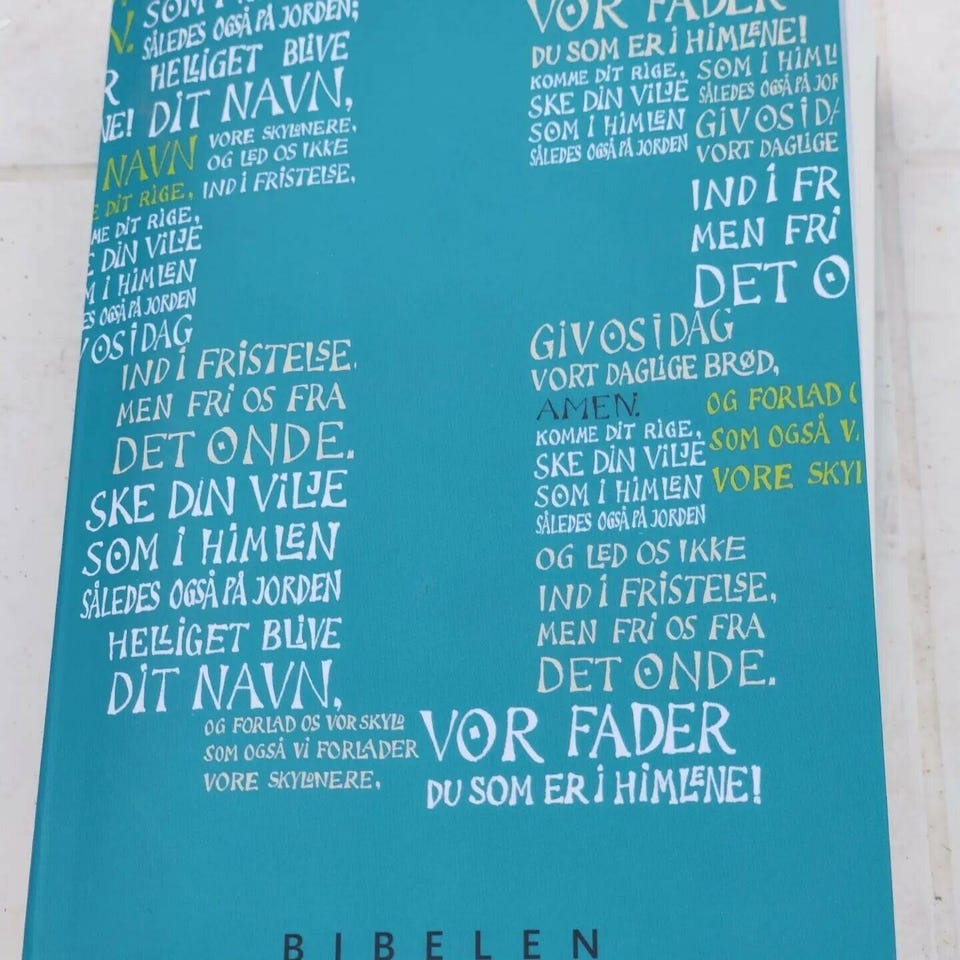 SÅLEDES OGSÅ PÅ JORDEN;
HELLIGET BLIVE
DIT NAVN,
NAVN
DIT RIGE,
VORE SKYLDNERE.
OG LED OS IKKE
IND I FRISTELSE,
DIT RIGE,
DIN VILJE
I HIMLEN
OGSÅ PÅ JORDEN
OS I DAG
IND I FRISTELSE.
MEN FRI OS FRA
DET ONDE.
SKE DIN VILJE
SOM I HIMLEN
SÅLEDES OGSÅ PÅ JORDEN
HELLIGET BLIVE
DIT NAVN,
OG FORLAD OS VOR SKYLD
SOM OGSÅ VI FORLADER
VORE SKYLDNERE,
VOR FADER
DU SOM ER I HIMLENE!
KOMME DIT RIGE,
SKE DIN VILJE
SOM I HIMLEN
SÅLEDES OGSÅ PÅ JORDEN
SOM I
SÅLEDES OGSÅ PÅ
GIV OS I
VORT DAGLIGE
IND I
MEN FRI
DET
GIV OS I DAG
VORT DAGLIGE BRØD,
AMEN.
KOMME DIT RIGE,
SKE DIN VILJE
SOM I HIMLEN
SÅLEDES OGSÅ PÅ JORDEN
OG FORLAD
SOM OGSÅ
VORE
OG LED OS IKKE
IND I FRISTELSE,
MEN FRI OS FRA
DET ONDE.
VOR FADER
DU SOM ER I HIMLENE!
BIBELEN